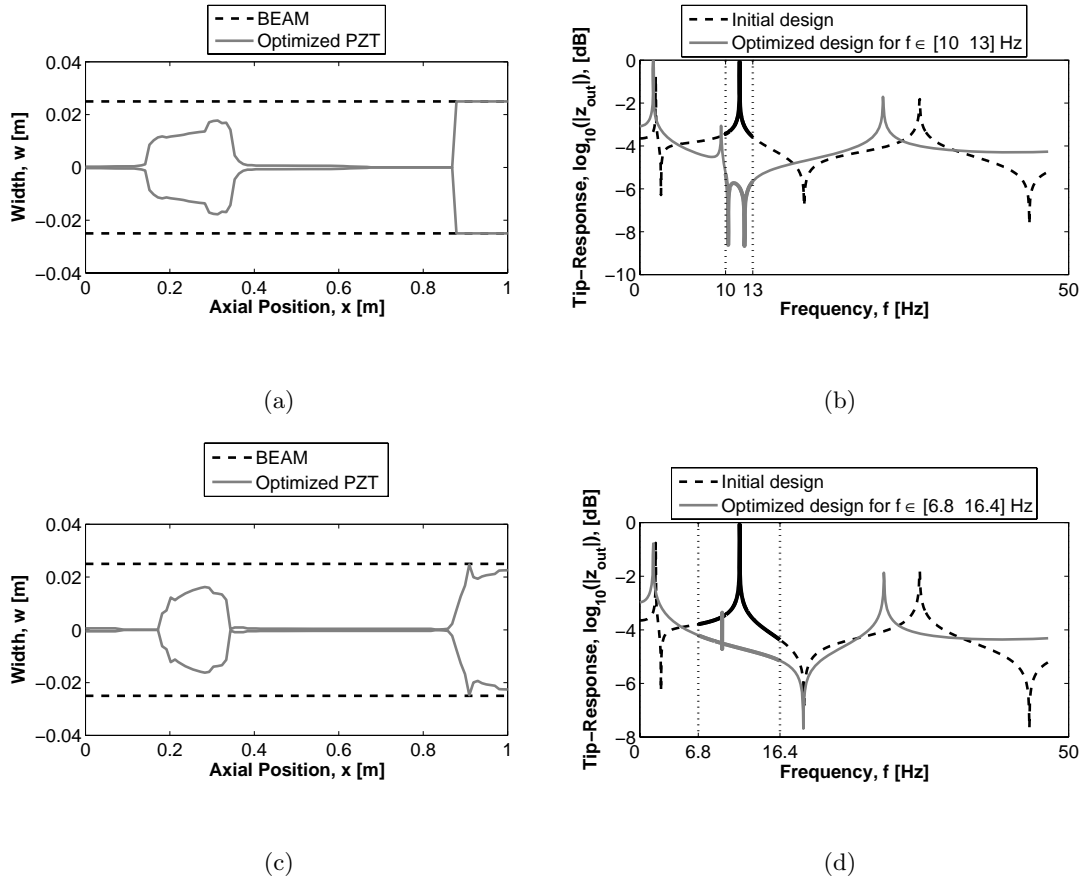 BEAM
Optimized PZT
0.04
0.02
0
−0.02
−0.04
Width, w [m]
0 0.2 0.4 0.6 0.8 1
Axial Position, x [m]
(a)
Initial design
Optimized design for f ∈ [10 13] Hz
0
−2
−4
−6
−8
−10
Tip−Response, log10(|zout|), [dB]
0 10 13 50
Frequency, f [Hz]
(b)
BEAM
Optimized PZT
0.04
0.02
0
−0.02
−0.04
Width, w [m]
0 0.2 0.4 0.6 0.8 1
Axial Position, x [m]
(c)
Initial design
Optimized design for f ∈ [6.8 16.4] Hz
0
−2
−4
−6
−8
Tip−Response, log10(|zout|), [dB]
0 6.8 16.4 50
Frequency, f [Hz]
(d)